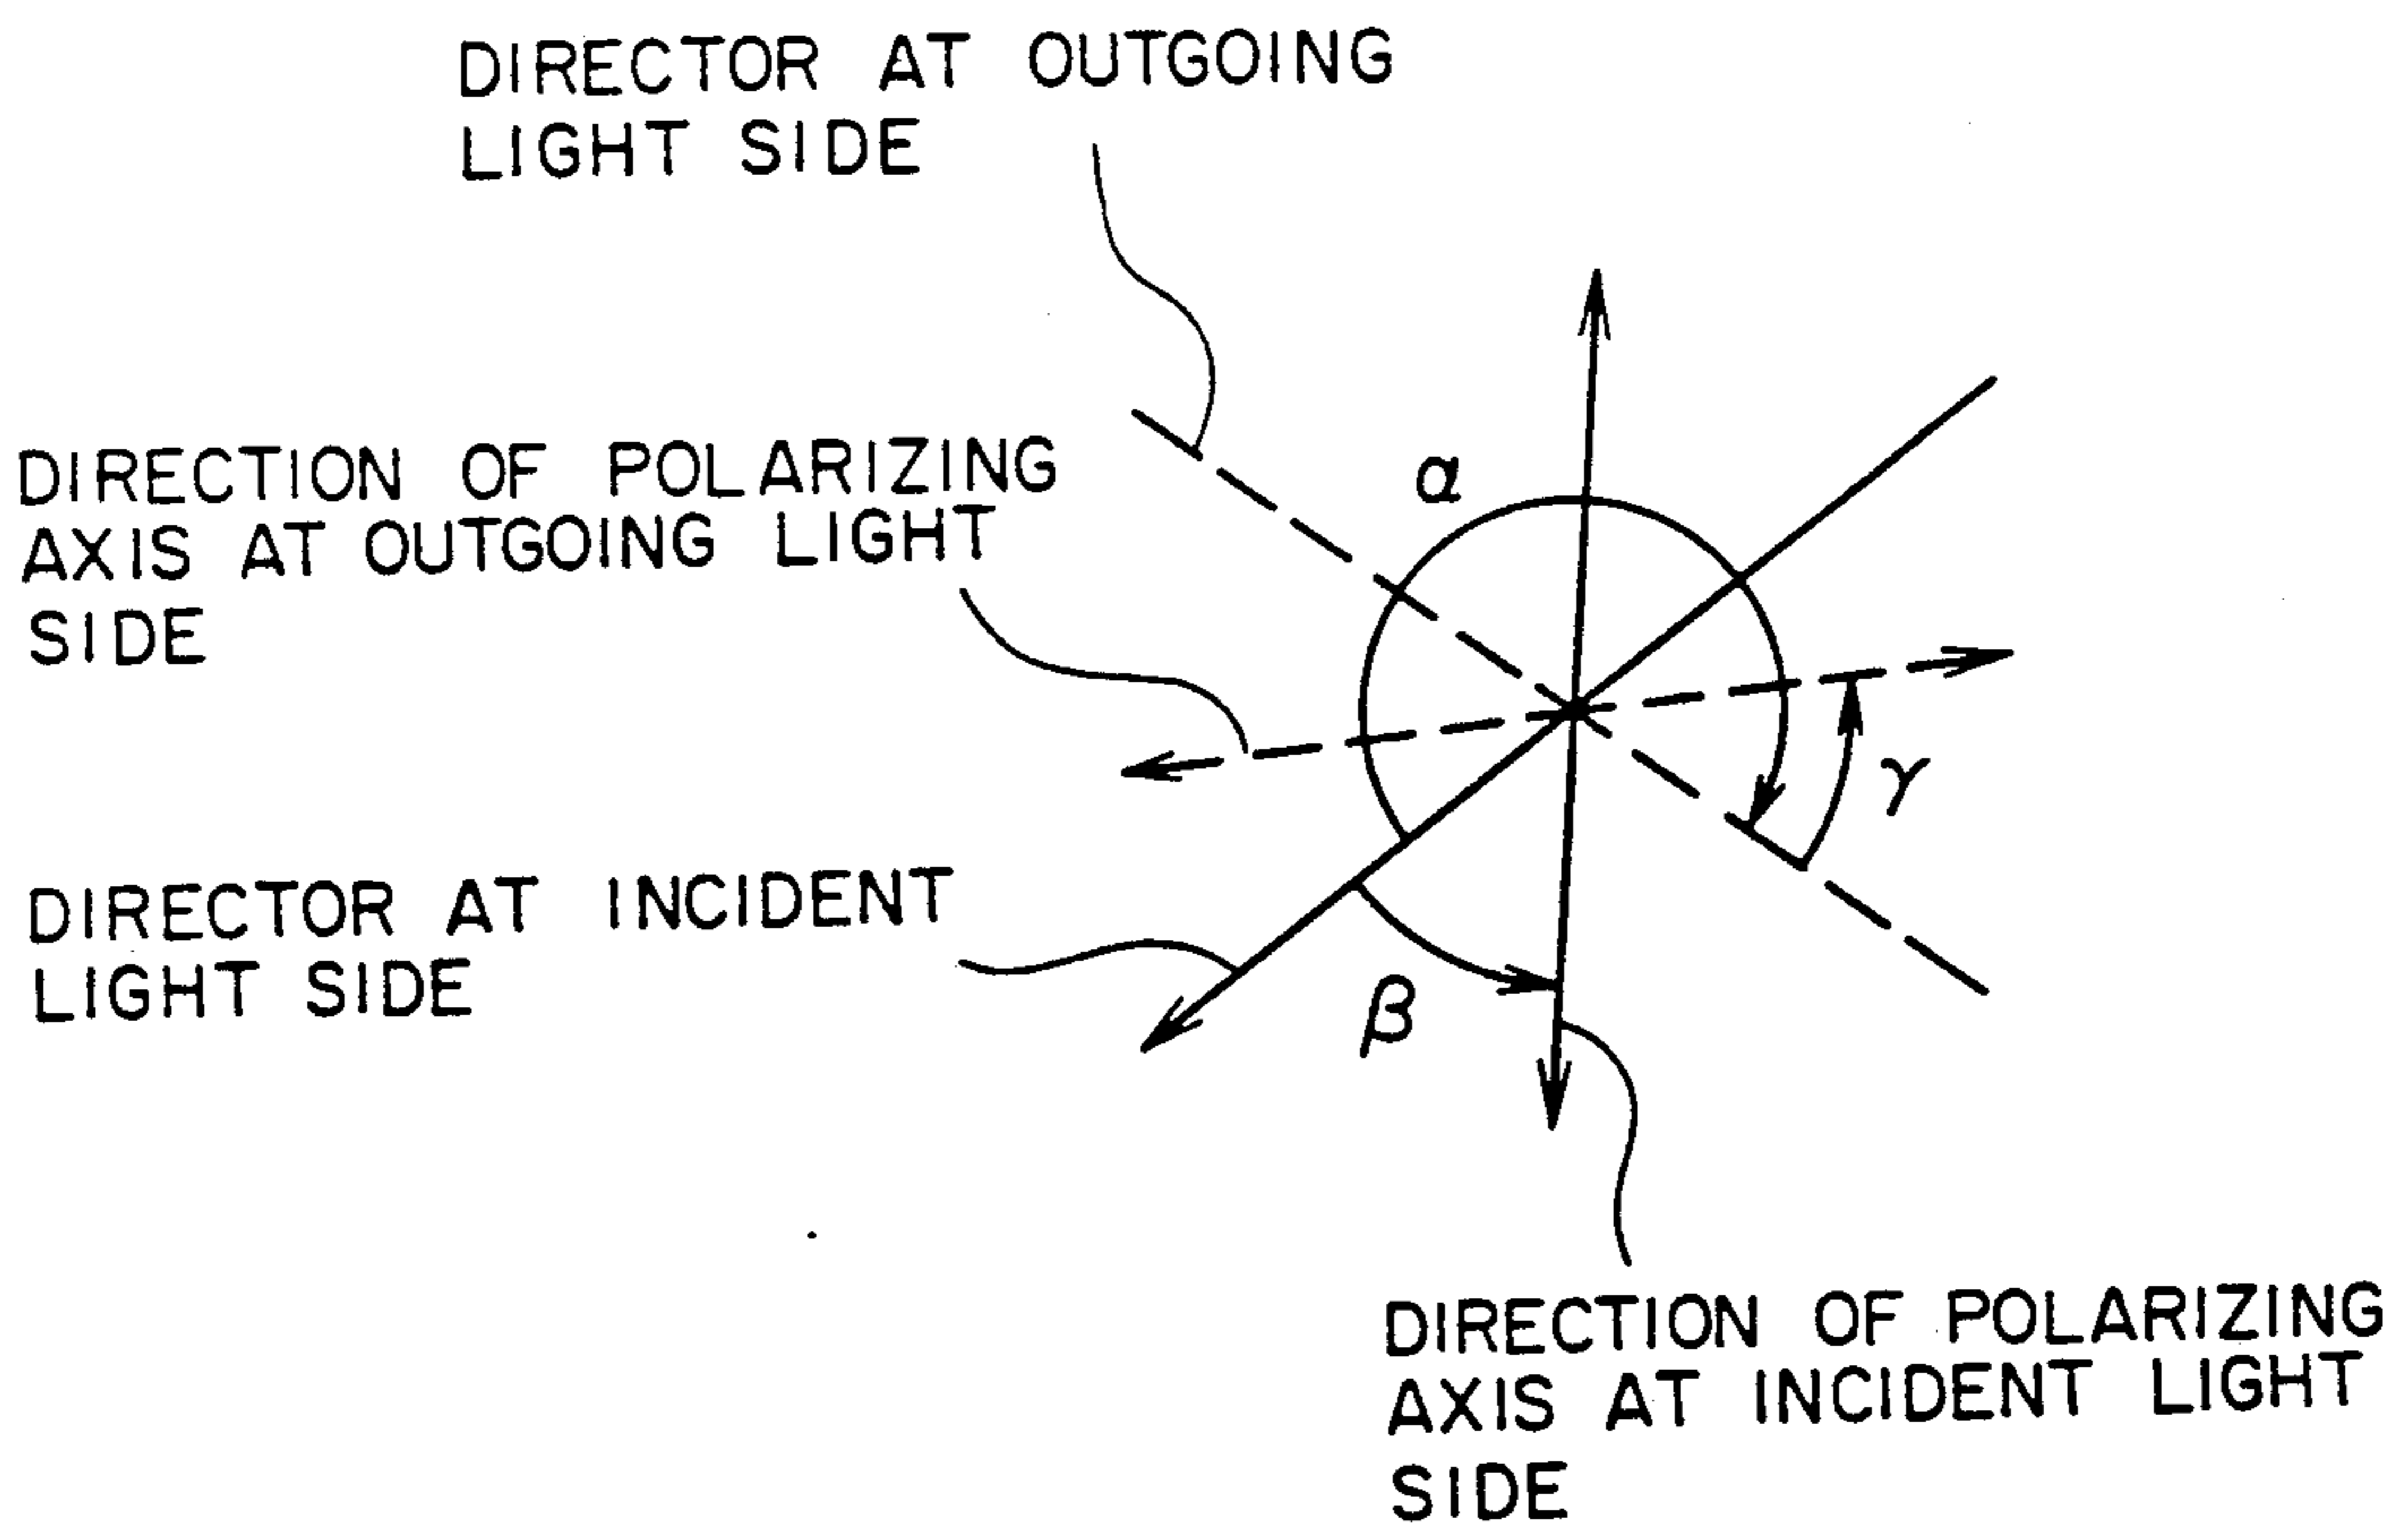 DIRECTOR AT OUTGOING
LIGHT SIDE
DIRECTION OF POLARIZING
AXIS AT OUTGOING LIGHT
SIDE
α
γ
DIRECTOR AT INCIDENT
LIGHT SIDE
β
DIRECTION OF POLARIZING
AXIS AT INCIDENT LIGHT
SIDE